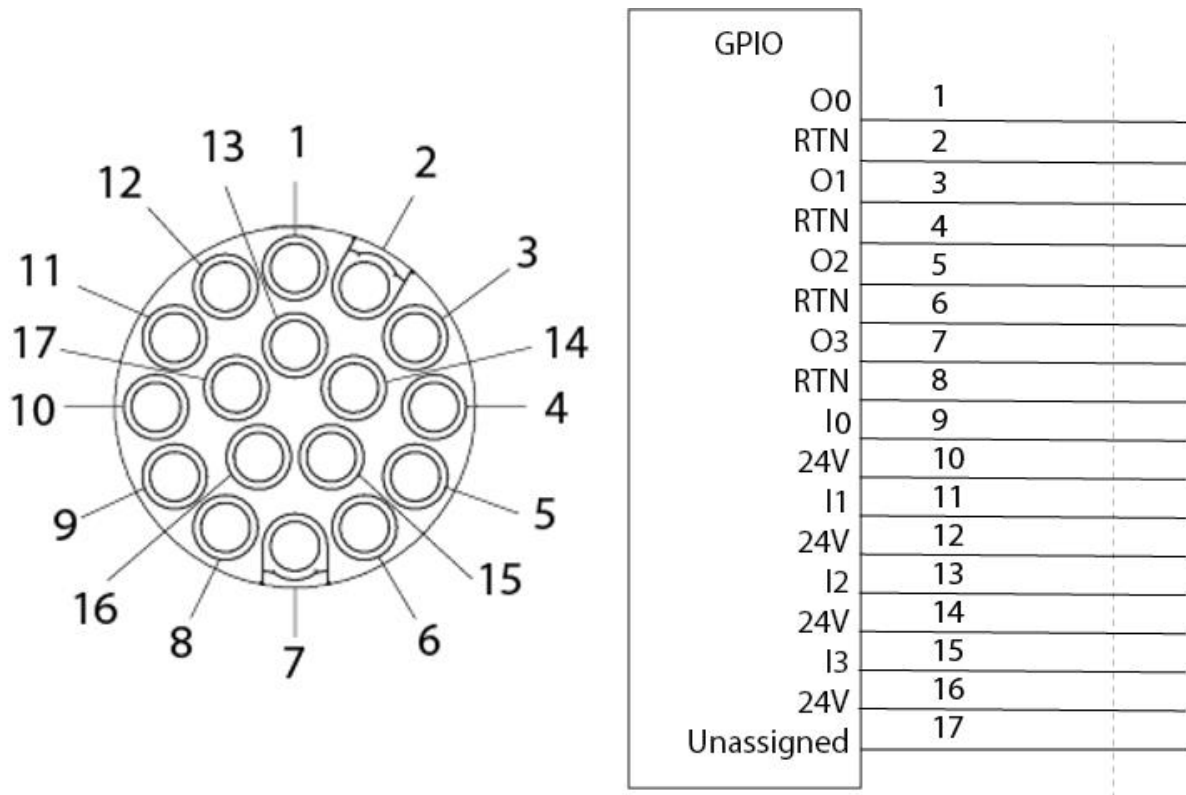 13 1 2
12
3
11
17 14
10 4
9 5
16 15
8 6
7
GPIO
O0 1
RTN 2
O1 3
RTN 4
O2 5
RTN 6
O3 7
RTN 8
I0 9
24V 10
I1 11
24V 12
I2 13
24V 14
I3 15
24V 16
Unassigned 17